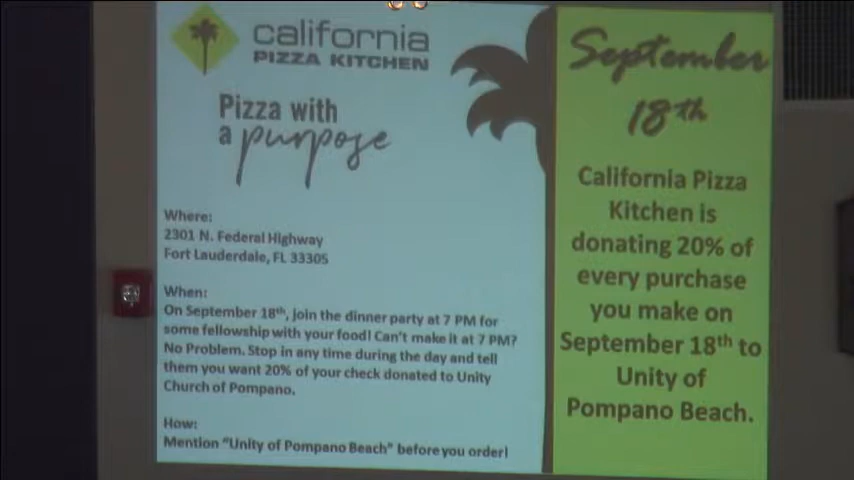 california
PIZZA KITCHEN
Pizza with
a purpose
Where:
2301 N. Federal Highway
Fort Lauderdale, FL 33305
When:
On September 18th, join the dinner party at 7 PM for
some fellowship with your food! Can't make it at 7 PM?
No Problem. Stop in any time during the day and tell
them you want 20% of your check donated to Unity
Church of Pompano.
How:
Mention "Unity of Pompano Beach" before you order!
September
18th
California Pizza
Kitchen is
donating 20% of
every purchase
you make on
September 18th to
Unity of
Pompano Beach.